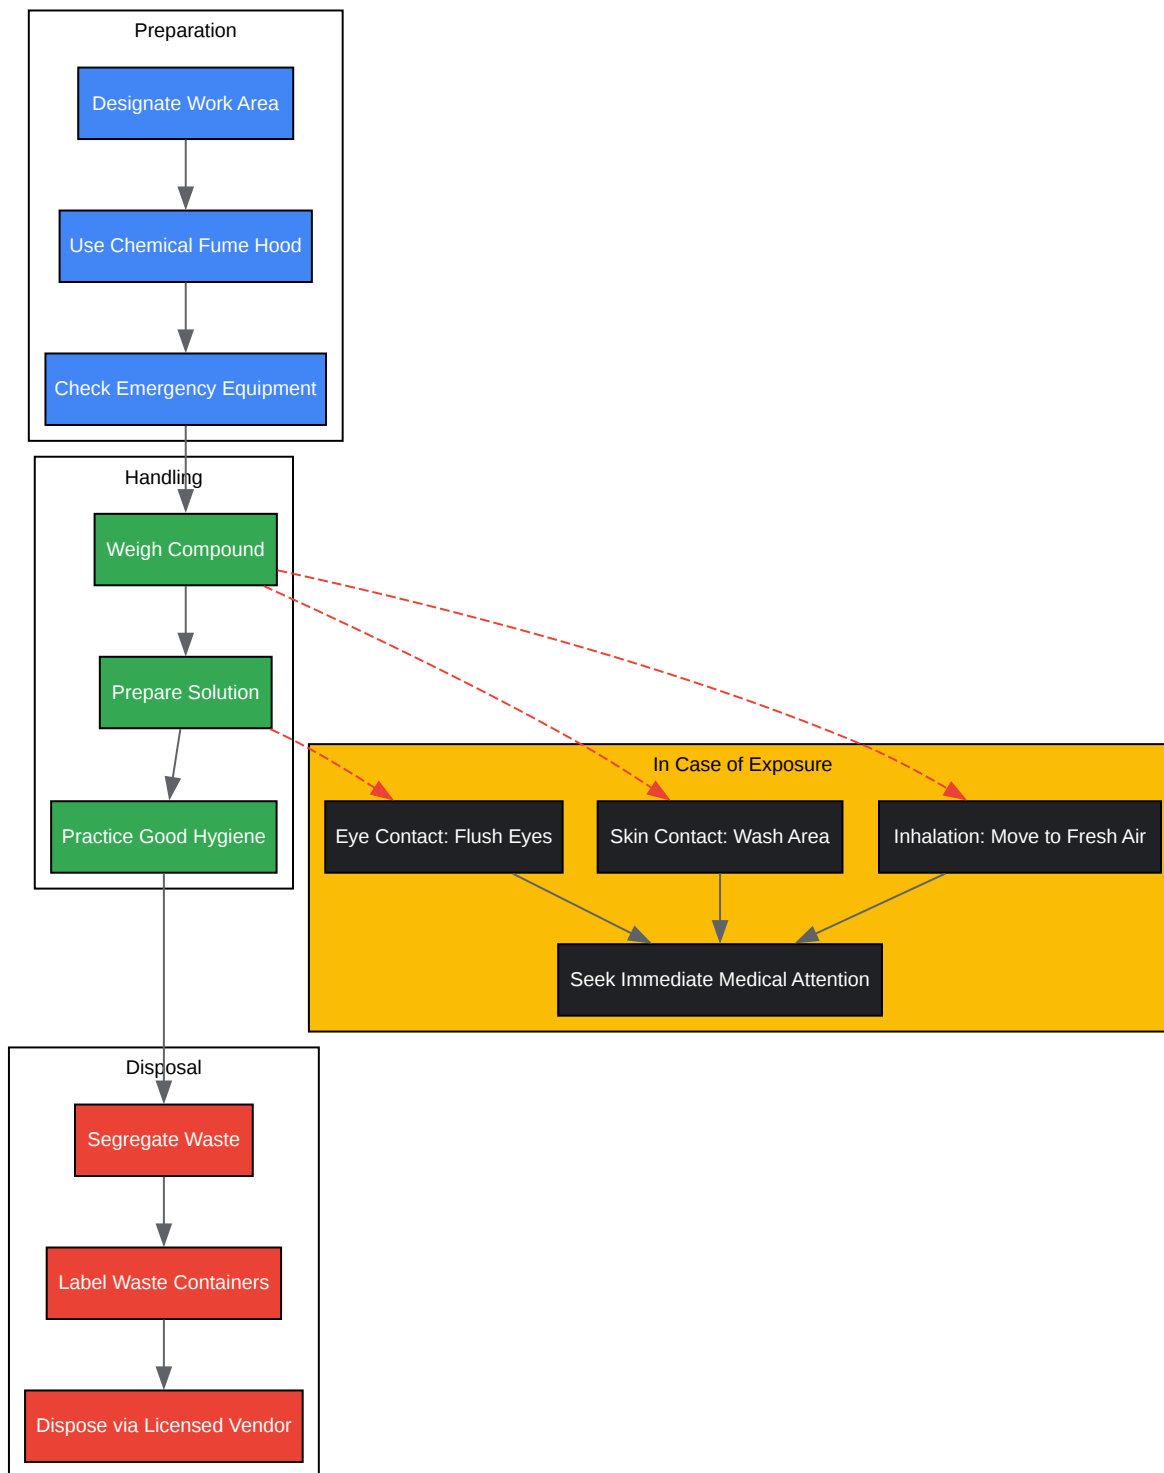 Preparation
Designate Work Area
Use Chemical Fume Hood
Check Emergency Equipment
Handling
Weigh Compound
Prepare Solution
Practice Good Hygiene
In Case of Exposure
Eye Contact: Flush Eyes
Skin Contact: Wash Area
Inhalation: Move to Fresh Air
Seek Immediate Medical Attention
Disposal
Segregate Waste
Label Waste Containers
Dispose via Licensed Vendor